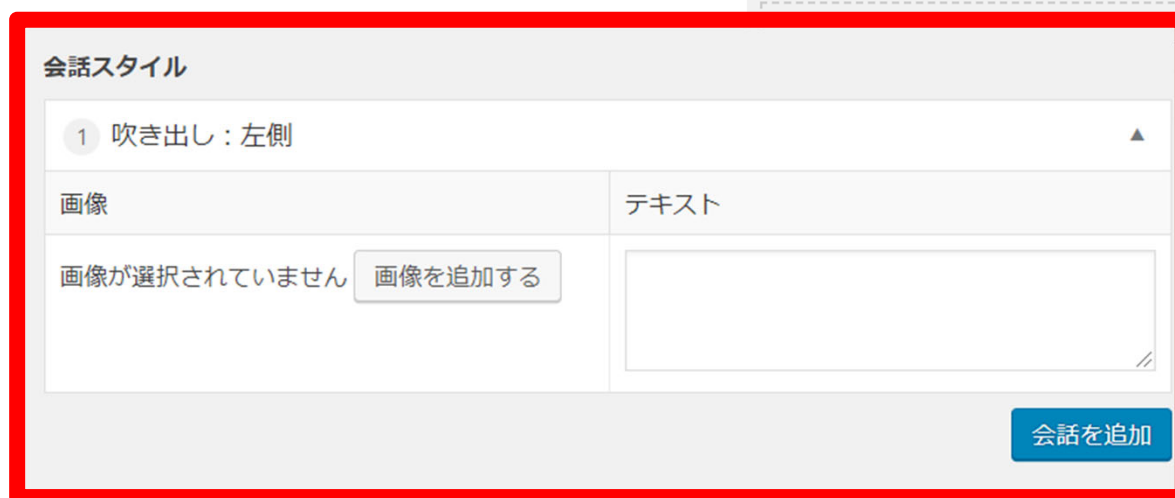 会話スタイル
1 吹き出し：左側 ▲
画像 テキスト
画像が選択されていません 画像を追加する
会話を追加